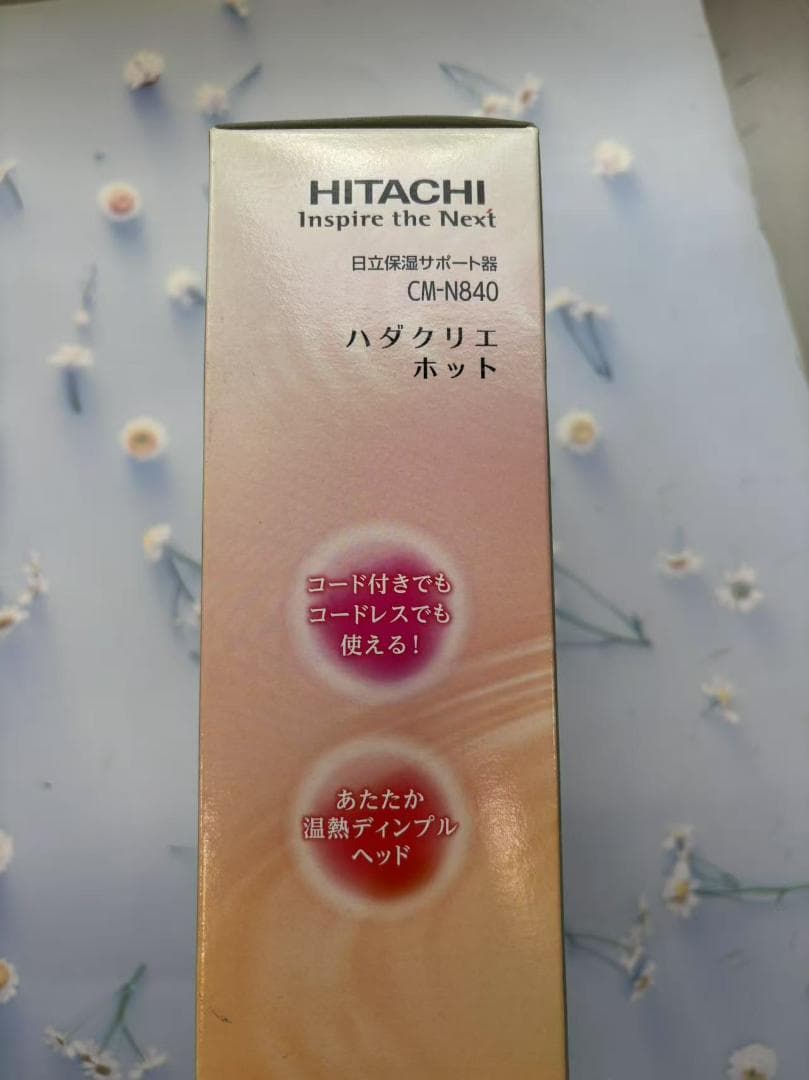 HITACHI
Inspire the Next
日立保湿サポート器
CM-N840
ハダクリエ
ホット
コード付きでも
コードレスでも
使える!
あたたか
温熱ディンプル
ヘッド